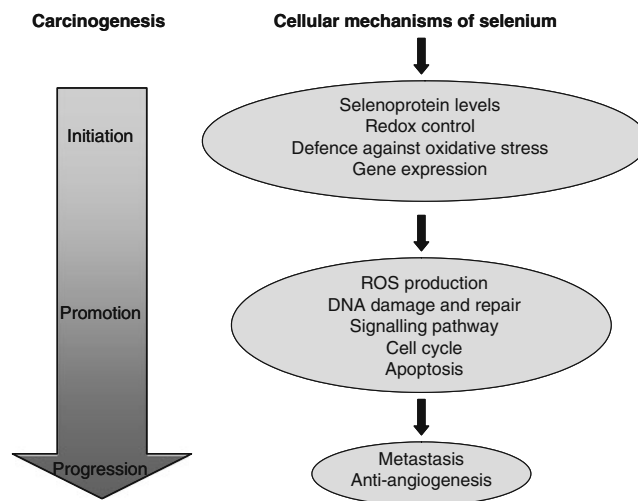 Carcinogenesis
Cellular mechanisms of selenium
Initiation
Selenoprotein levels
Redox control
Defence against oxidative stress
Gene expression
Promotion
ROS production
DNA damage and repair
Signalling pathway
Cell cycle
Apoptosis
Progression
Metastasis
Anti-angiogenesis